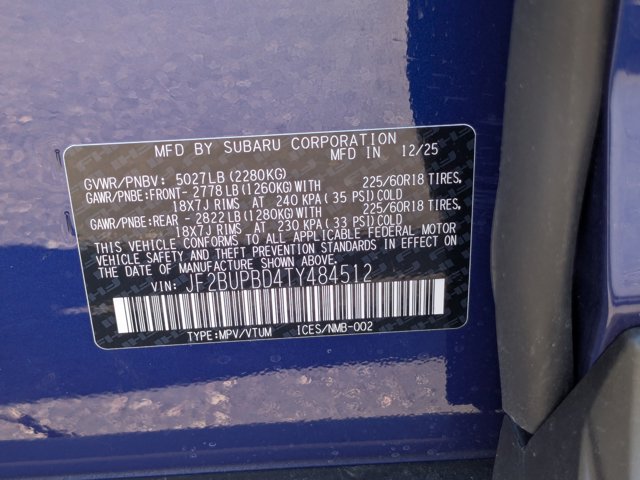 MFD BY SUBARU CORPORATION
MFD IN 12/25
GVWR/PNBV: 5027LB (2280KG)
GAWR/PNBE:FRONT- 2778 LB (1260KG) WITH 225/60R18 TIRES,
18X7J RIMS AT 240 KPA ( 35 PSI) COLD
GAWR/PNBE:REAR - 2822 LB (1280KG) WITH 225/60R18 TIRES,
18X7J RIMS AT 230 KPA ( 33 PSI) COLD
THIS VEHICLE CONFORMS TO ALL APPLICABLE FEDERAL MOTOR
VEHICLE SAFETY AND THEFT PREVENTION STANDARDS IN EFFECT ON
THE DATE OF MANUFACTURE SHOWN ABOVE.
VIN: JF2BUPBD4TY484512
TYPE:MPV/VTUM ICES/NMB-002